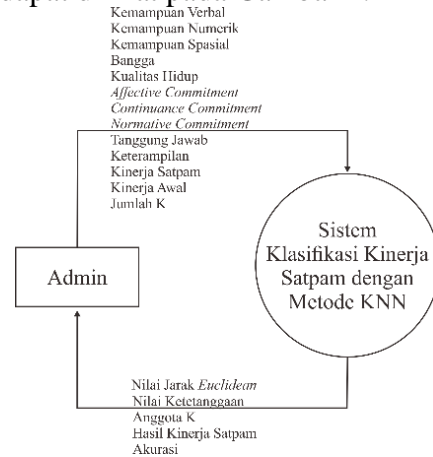 Kemampuan Verbal
Kemampuan Numerik
Kemampuan Spasial
Bangga
Kualitas Hidup
Affective Commitment
Continuance Commitment
Normative Commitment
Tanggung Jawab
Keterampilan
Kinerja Satpam
Kinerja Awal
Jumlah K
Sistem
Klasifikasi Kinerja
Satpam dengan
Metode KNN
Admin
Nilai Jarak Euclidean
Nilai Ketetanggaan
Anggota K
Hasil Kinerja Satpam
Akurasi